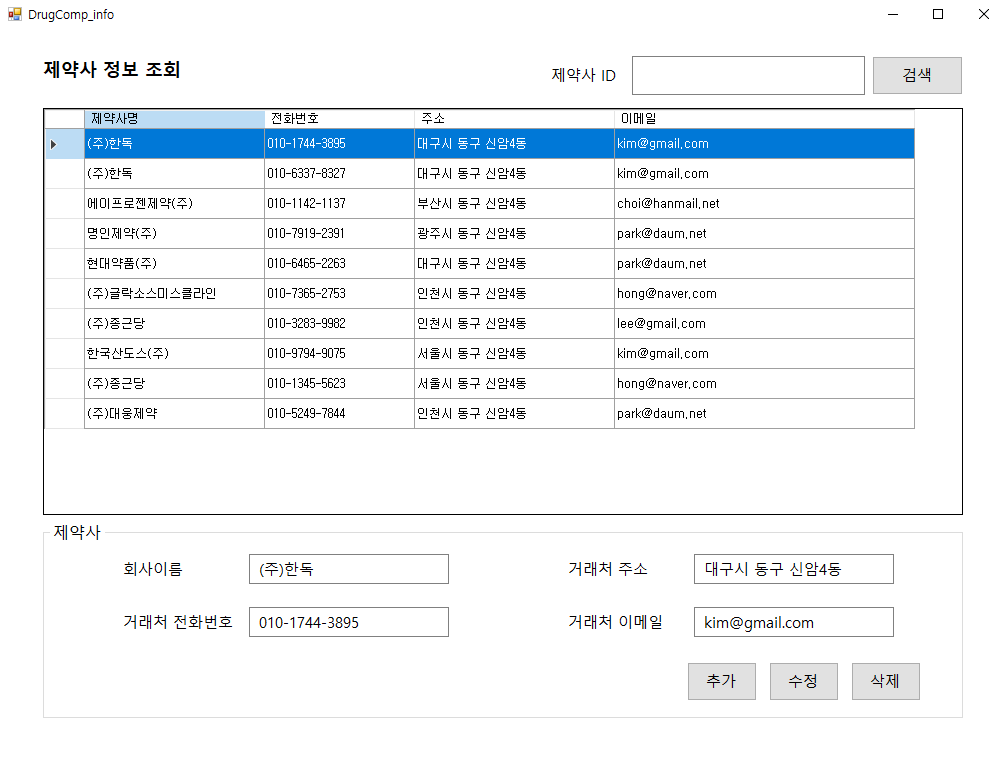 DrugComp_info
제약사 정보 조회
제약사 ID
검색
제약사명 전화번호 주소 이메일
(주)한독 010-1744-3895 대구시 동구 신암4동 kim@gmail.com
(주)한독 010-6337-8327 대구시 동구 신암4동 kim@gmail.com
에이프로젠제약(주) 010-1142-1137 부산시 동구 신암4동 choi@hanmail.net
명인제약(주) 010-7919-2391 광주시 동구 신암4동 park@daum.net
현대약품(주) 010-6465-2263 대구시 동구 신암4동 park@daum.net
(주)글락소스미스클라인 010-7365-2753 인천시 동구 신암4동 hong@naver.com
(주)종근당 010-3283-9982 인천시 동구 신암4동 lee@gmail.com
한국산도스(주) 010-9794-9075 서울시 동구 신암4동 kim@gmail.com
(주)종근당 010-1345-5623 서울시 동구 신암4동 hong@naver.com
(주)대웅제약 010-5249-7844 인천시 동구 신암4동 park@daum.net
제약사
회사이름 (주)한독 거래처 주소 대구시 동구 신암4동
거래처 전화번호 010-1744-3895 거래처 이메일 kim@gmail.com
추가 수정 삭제